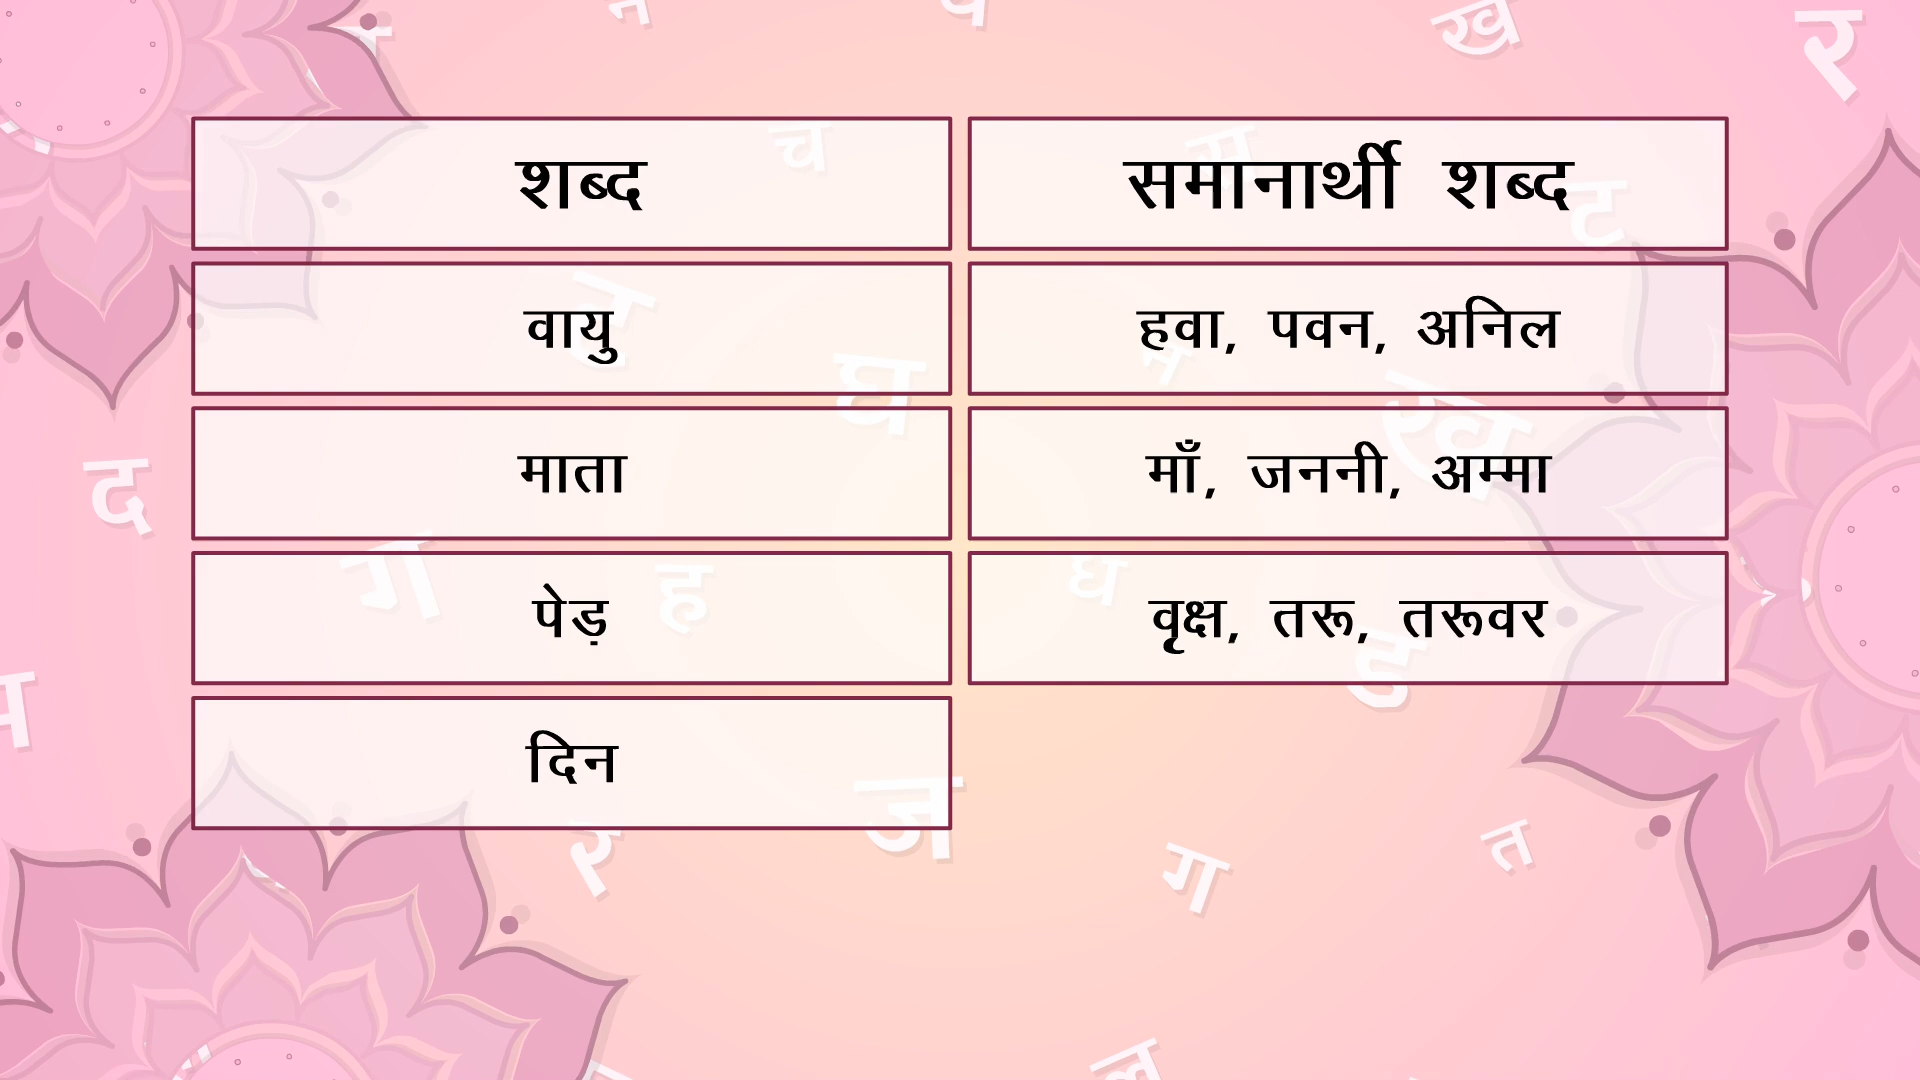 शब्द समानार्थी शब्द
वायु हवा, पवन, अनिल
माता माँ, जननी, अम्मा
पेड़ वृक्ष, तरू, तरूवर
दिन